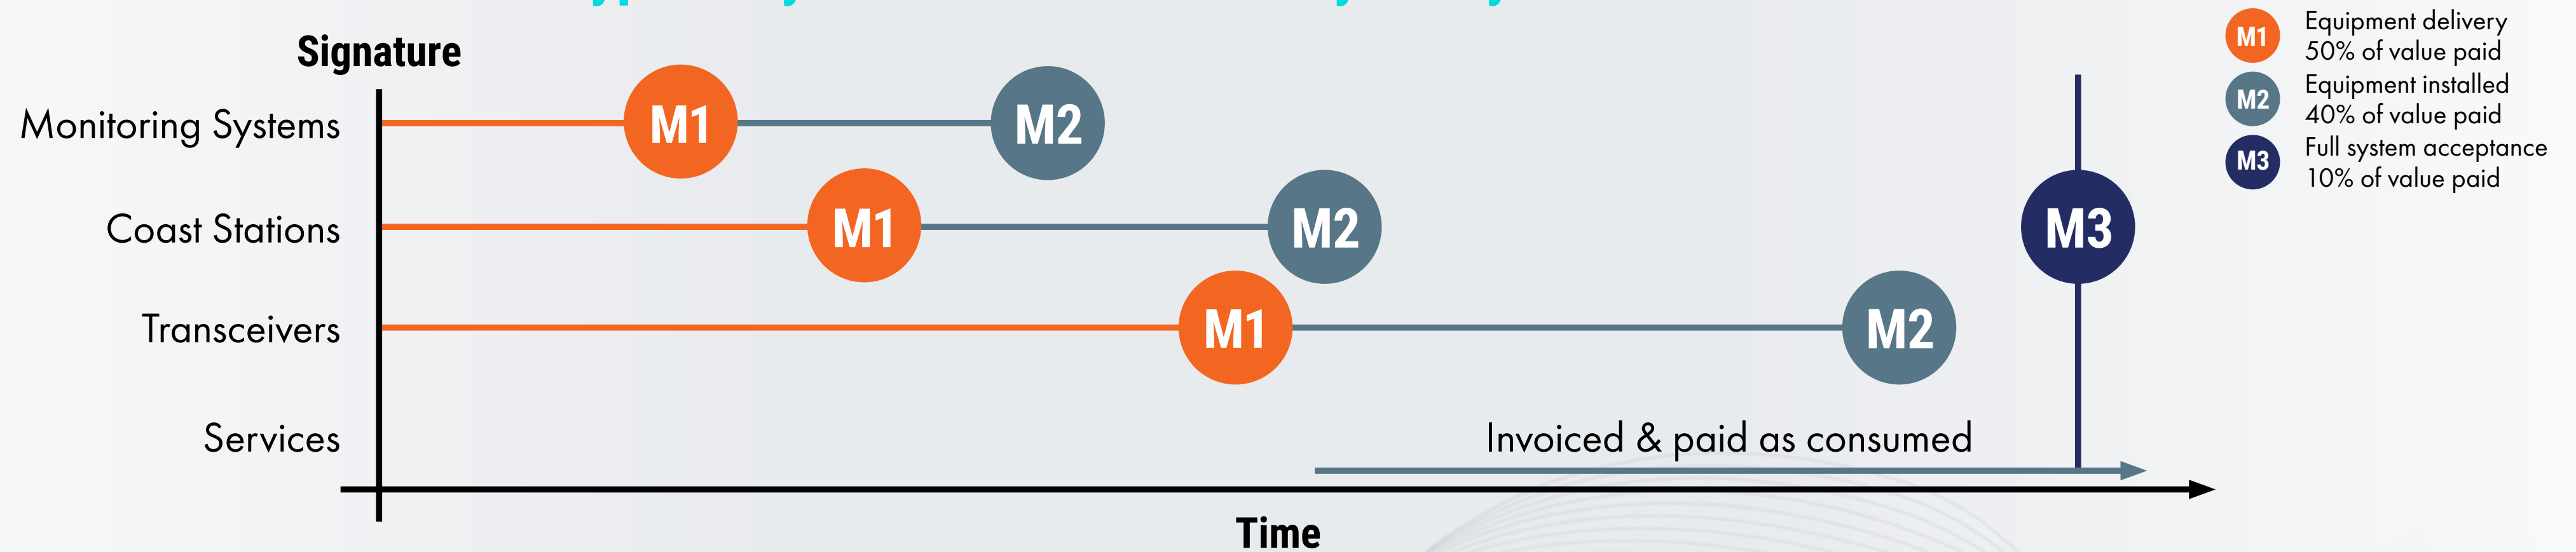 Signature
Monitoring Systems M1 M2
Coast Stations M1 M2 M3
Transceivers M1 M2
Services Invoiced & paid as consumed
Time
M1 Equipment delivery
50% of value paid
M2 Equipment installed
40% of value paid
M3 Full system acceptance
10% of value paid